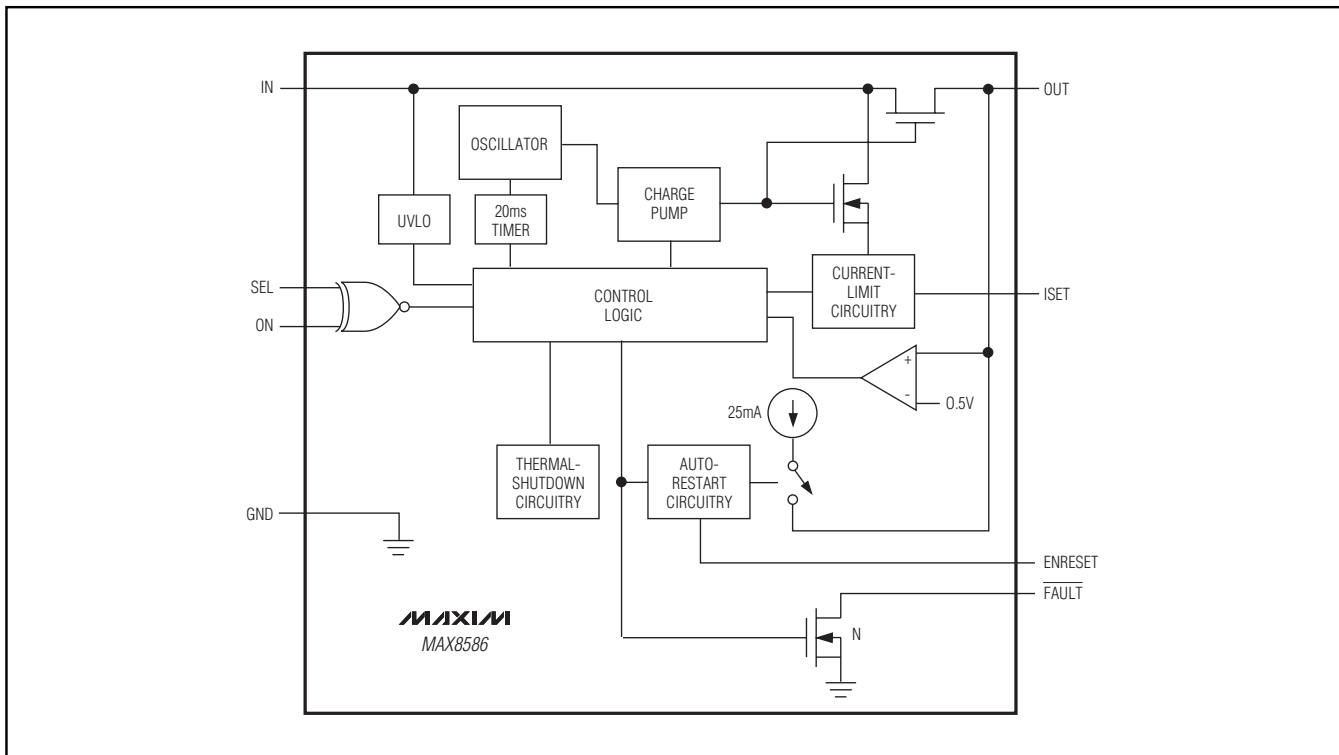 IN
OUT
OSCILLATOR
CHARGE
PUMP
UVLO
20ms
TIMER
SEL
ON
CONTROL
LOGIC
CURRENT-
LIMIT
CIRCUITRY
ISET
+
-
0.5V
25mA
THERMAL-
SHUTDOWN
CIRCUITRY
AUTO-
RESTART
CIRCUITRY
GND
ENRESET
FAULT
N
MAXIM
MAX8586